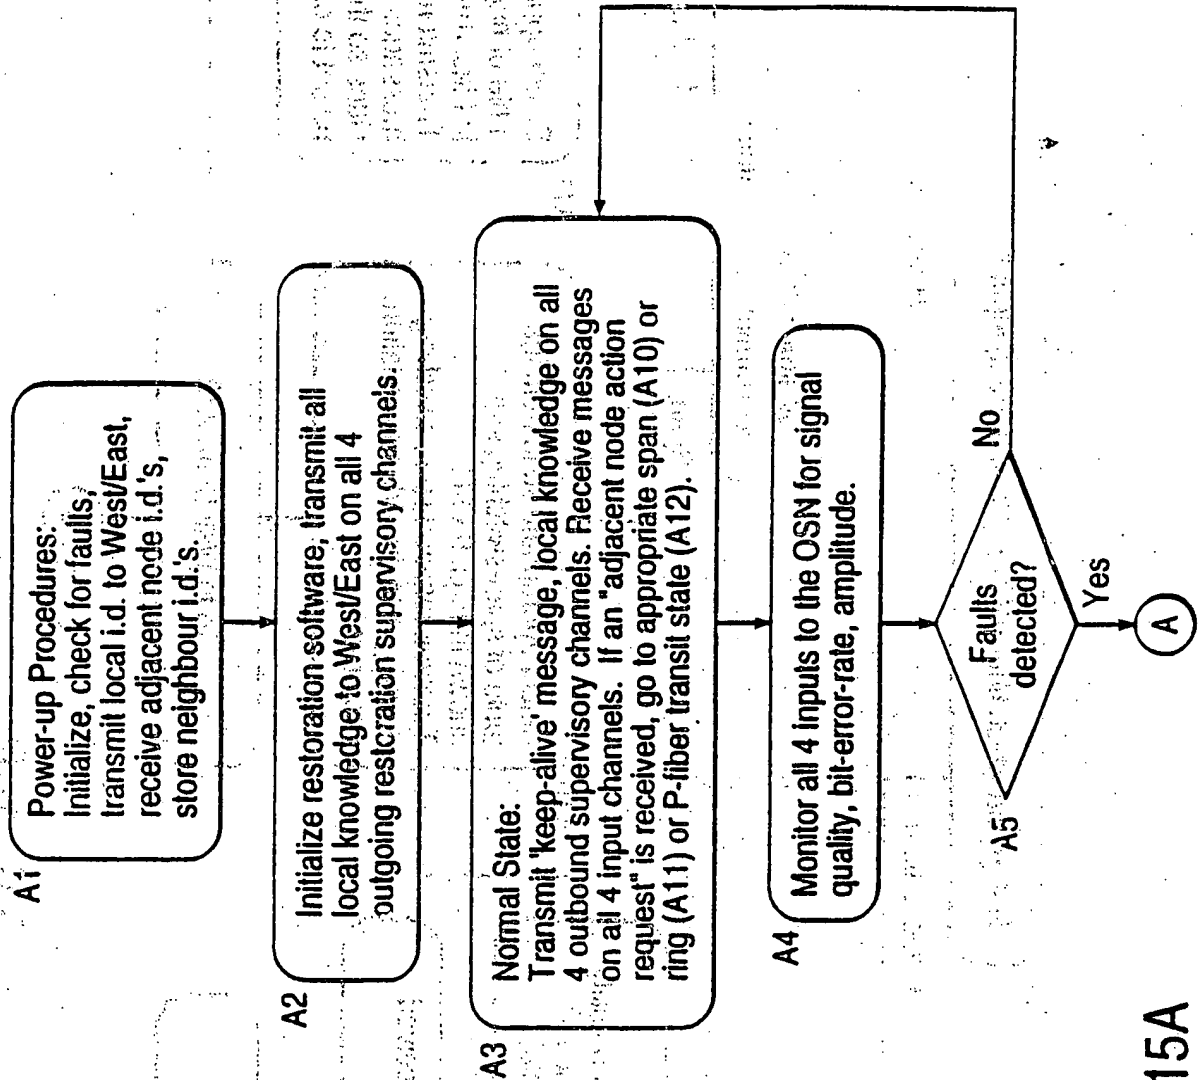 A1
Power-up Procedures:
Initialize, check for faults,
transmit local i.d. to West/East,
receive adjacent node i.d.'s,
store neighbour i.d.'s.
A2
Initialize restoration software, transmit all
local knowledge to West/East on all 4
outgoing restoration supervisory channels.
A3
Normal State:
Transmit 'keep-alive' message, local knowledge on all
4 outbound supervisory channels. Receive messages
on all 4 input channels. If an "adjacent node action
request" is received, go to appropriate span (A10) or
ring (A11) or P-fiber transit state (A12).
A4
Monitor all 4 inputs to the OSN for signal
quality, bit-error-rate, amplitude.
A5
Faults
detected?
No
Yes
A
15A